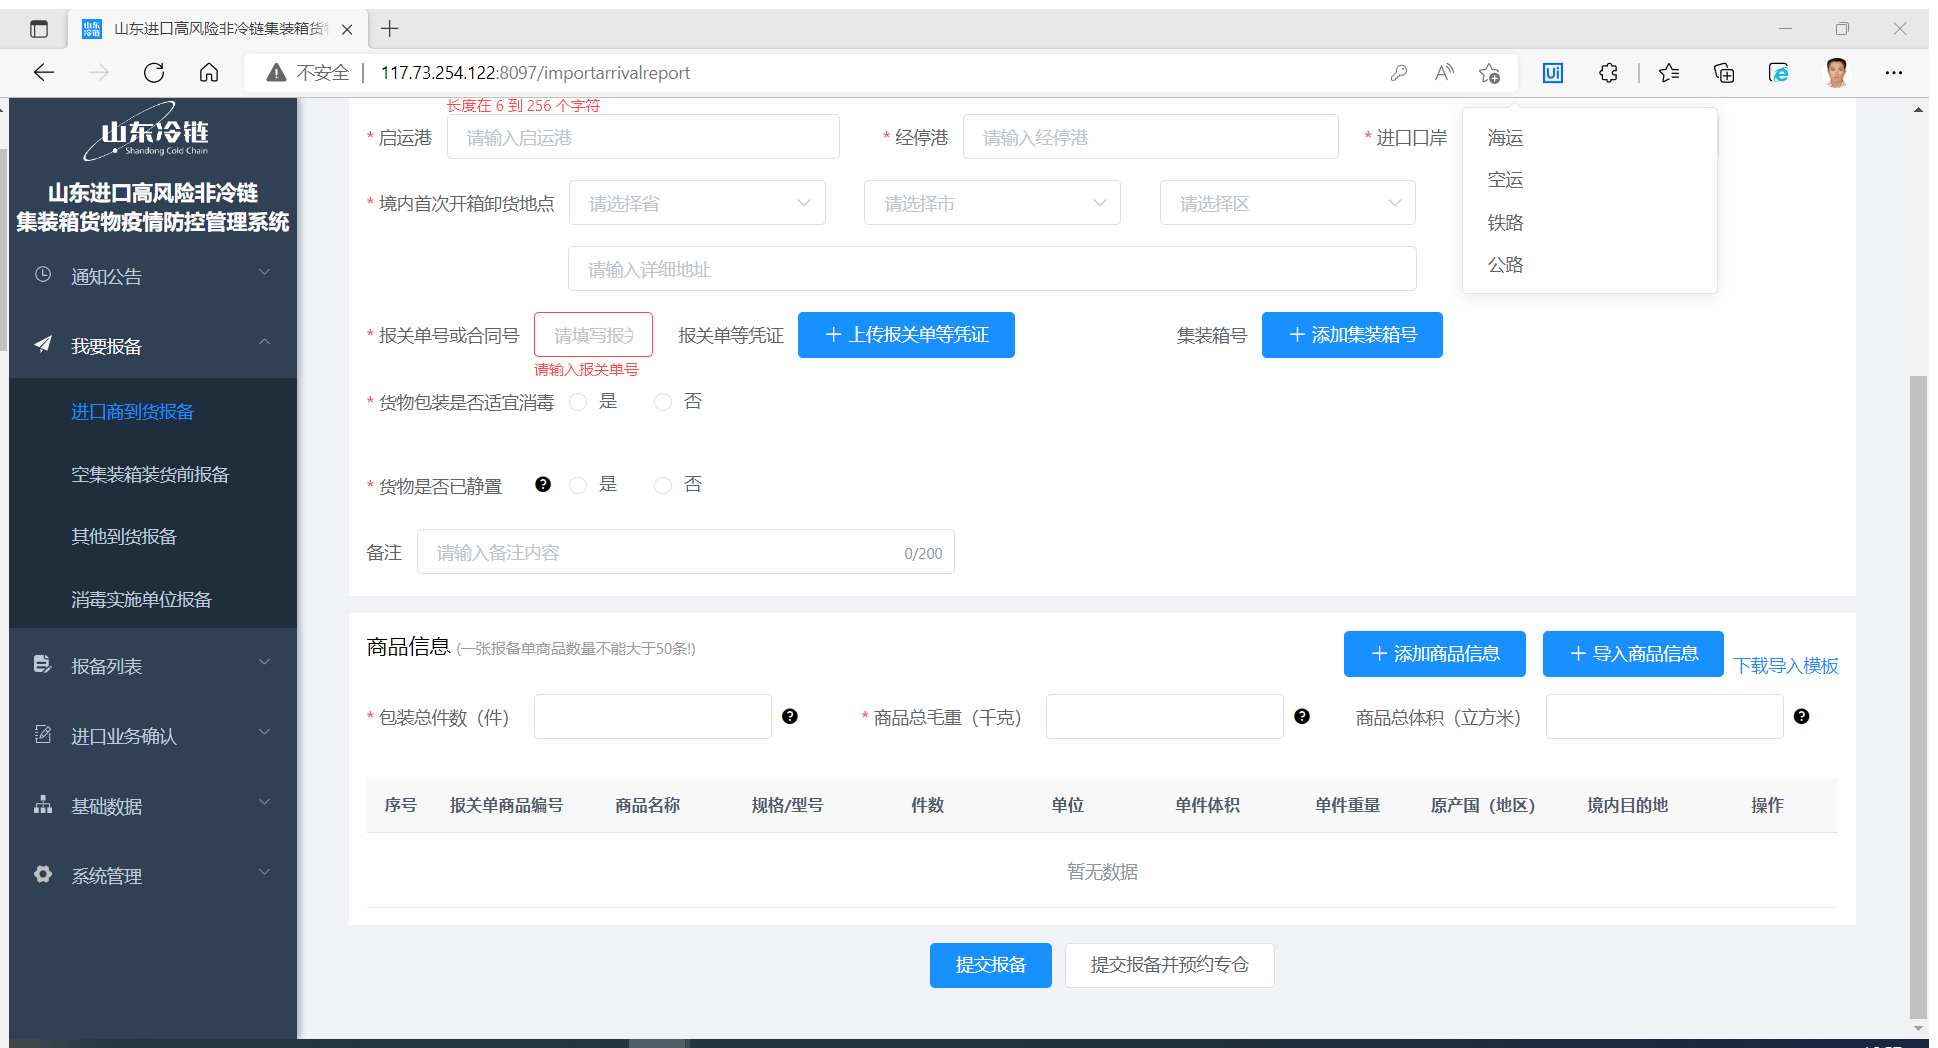 山东进口高风险非冷链集装箱货
不安全 117.73.254.122:8097/importarrivalreport
Ui
山东冷链
Shandong Cold Chain
山东进口高风险非冷链
集装箱货物疫情防控管理系统
通知公告
我要报备
进口商到货报备
空集装箱装货前报备
其他到货报备
消毒实施单位报备
报备列表
进口业务确认
基础数据
系统管理
长度在 6 到 256 个字符
* 启运港 请输入启运港 * 经停港 请输入经停港 * 进口口岸
海运
空运
铁路
公路
* 境内首次开箱卸货地点 请选择省 请选择市 请选择区
请输入详细地址
* 报关单号或合同号 请填写报关 报关单等凭证 + 上传报关单等凭证 集装箱号 + 添加集装箱号
请输入报关单号
* 货物包装是否适宜消毒 是 否
* 货物是否已静置 ? 是 否
备注 请输入备注内容 0/200
商品信息 (一张报备单商品数量不能大于50条!) + 添加商品信息 + 导入商品信息 下载导入模板
* 包装总件数（件） ? * 商品总毛重（千克） ? 商品总体积（立方米） ?
序号 报关单商品编号 商品名称 规格/型号 件数 单位 单件体积 单件重量 原产国（地区） 境内目的地 操作
暂无数据
提交报备 提交报备并预约专仓